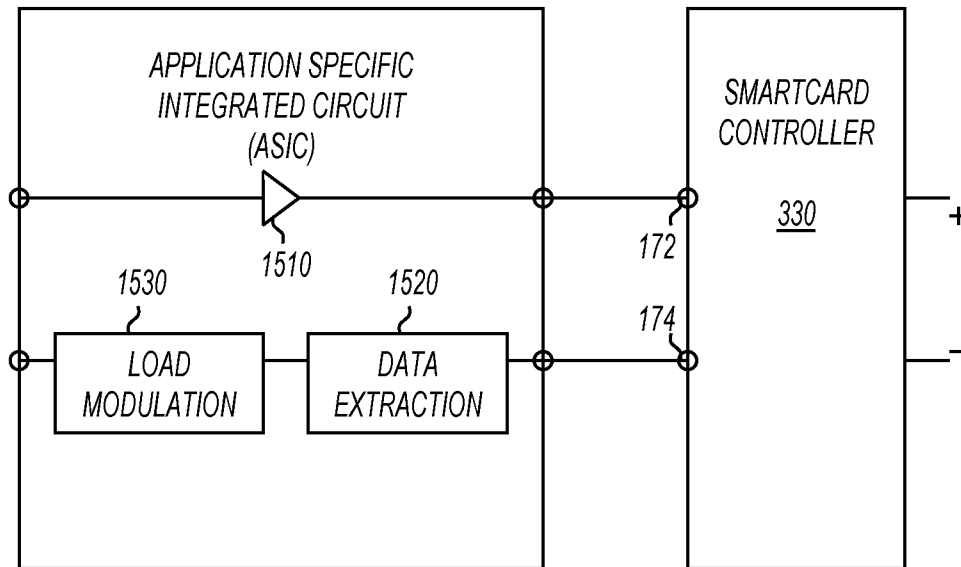 APPLICATION SPECIFIC
INTEGRATED CIRCUIT
(ASIC)
SMARTCARD
CONTROLLER
330
1510
172
+
1530
1520
174
LOAD
MODULATION
DATA
EXTRACTION
–